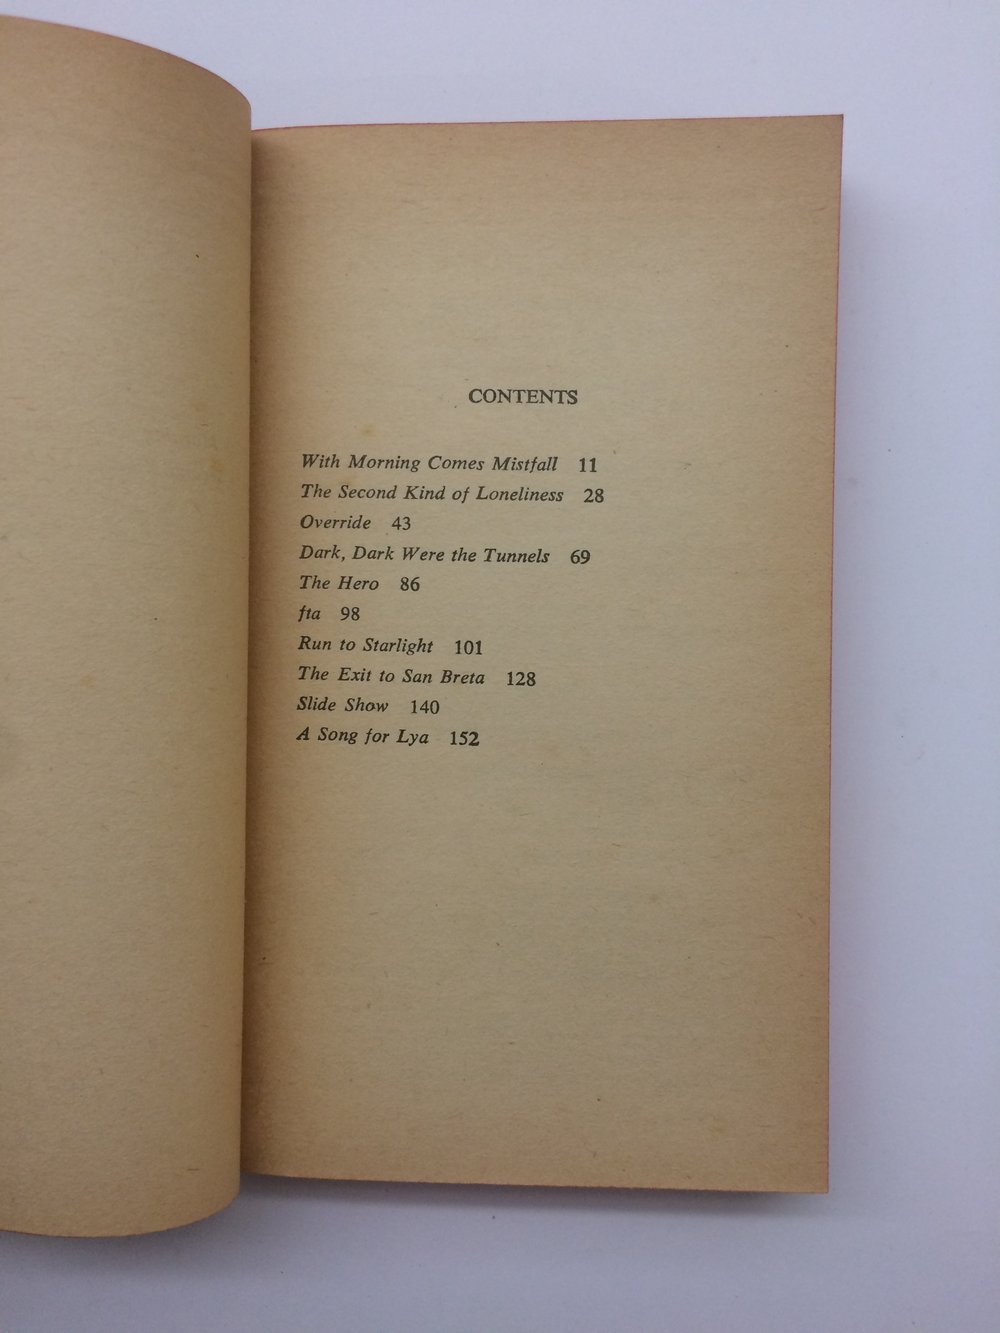 CONTENTS
With Morning Comes Mistfall 11
The Second Kind of Loneliness 28
Override 43
Dark, Dark Were the Tunnels 69
The Hero 86
fta 98
Run to Starlight 101
The Exit to San Breta 128
Slide Show 140
A Song for Lya 152